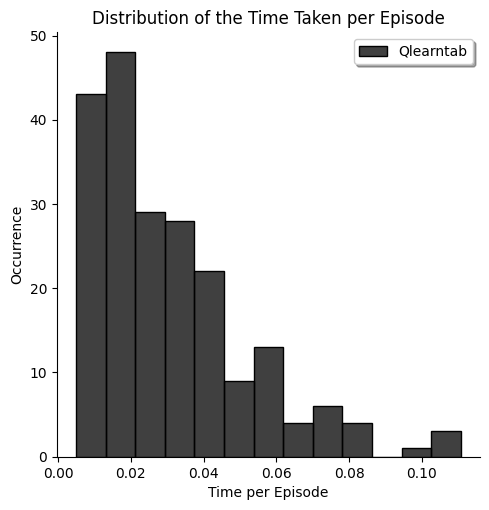 Distribution of the Time Taken per Episode
Qlearntab
50
40
30
20
10
0
Occurrence
0.00 0.02 0.04 0.06 0.08 0.10
Time per Episode